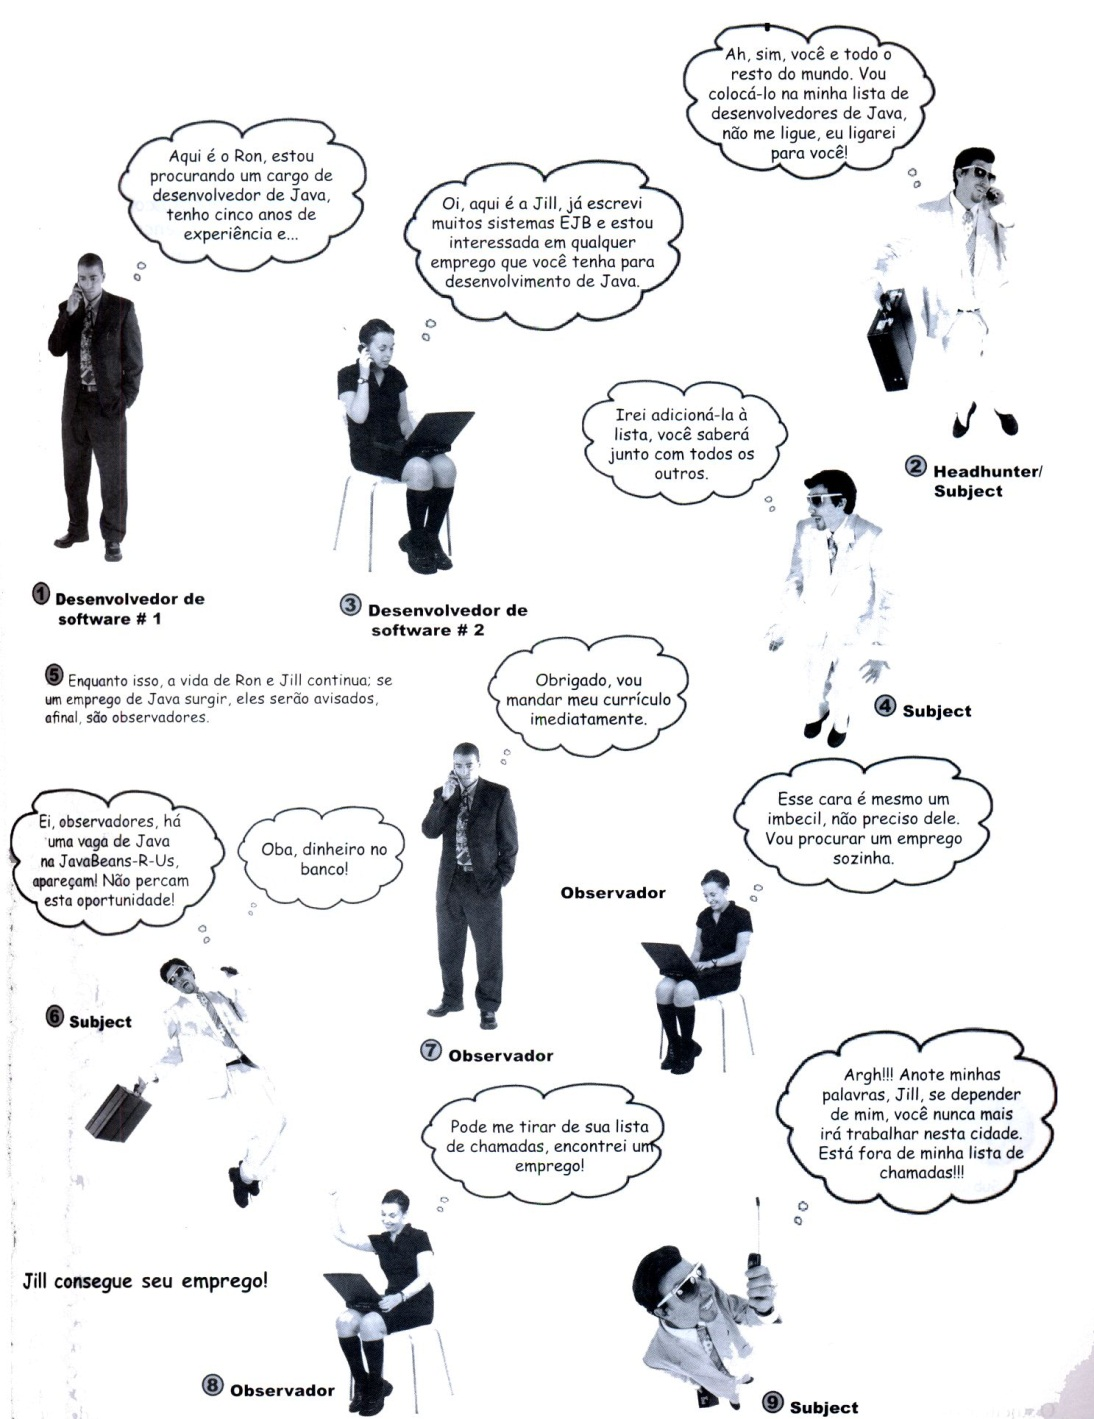 Aqui é o Ron, estou
procurando um cargo de
desenvolvedor de Java,
tenho cinco anos de
experiência e...
1 Desenvolvedor de
software # 1
Ah, sim, você e todo o
resto do mundo. Vou
colocá-lo na minha lista de
desenvolvedores de Java,
não me ligue, eu ligarei
para você!
2 Headhunter/
Subject
Oi, aqui é a Jill, já escrevi
muitos sistemas EJB e estou
interessada em qualquer
emprego que você tenha para
desenvolvimento de Java.
3 Desenvolvedor de
software # 2
Irei adicioná-la à
lista, você saberá
junto com todos os
outros.
4 Subject
5 Enquanto isso, a vida de Ron e Jill continua; se
um emprego de Java surgir, eles serão avisados,
afinal, são observadores.
Ei, observadores, há
uma vaga de Java
na JavaBeans-R-Us,
apareçam! Não percam
esta oportunidade!
Oba, dinheiro no
banco!
6 Subject
Obrigado, vou
mandar meu currículo
imediatamente.
7 Observador
Esse cara é mesmo um
imbecil, não preciso dele.
Vou procurar um emprego
sozinha.
Observador
Jill consegue seu emprego!
Pode me tirar de sua lista
de chamadas, encontrei um
emprego!
8 Observador
Argh!!! Anote minhas
palavras, Jill, se depender
de mim, você nunca mais
irá trabalhar nesta cidade.
Está fora de minha lista de
chamadas!!!
9 Subject